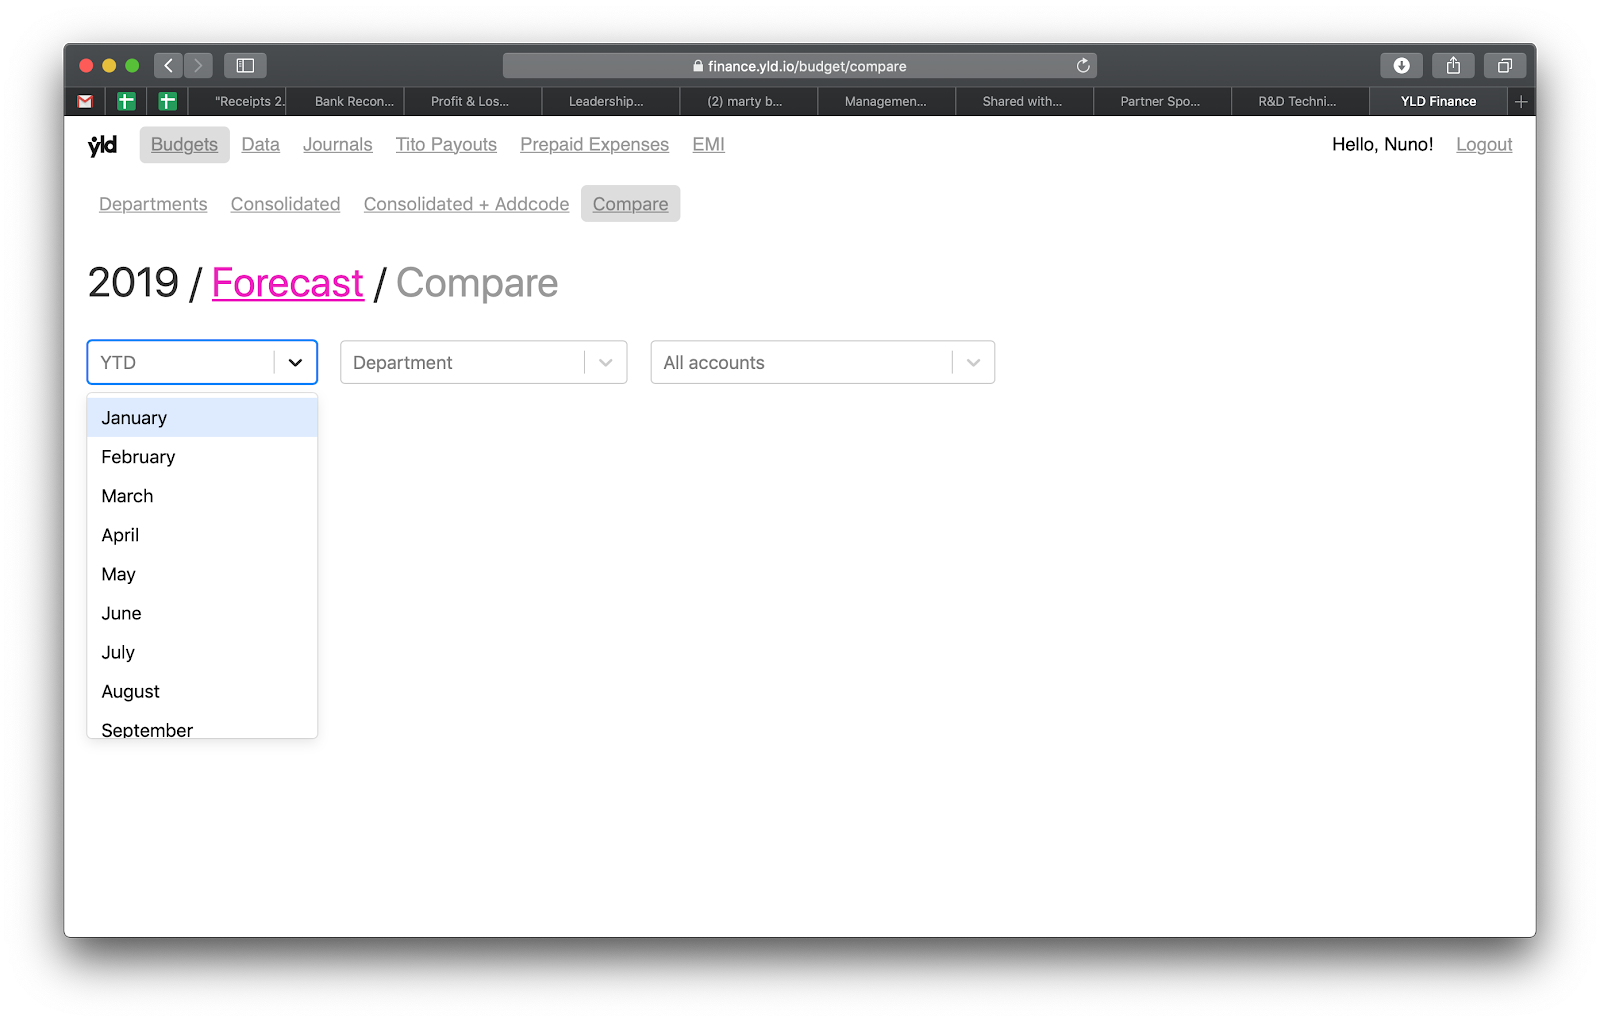 finance.yld.io/budget/compare
"Receipts 2. Bank Recon... Profit & Los... Leadership... (2) marty b... Managemen... Shared with... Partner Spo... R&D Techni... YLD Finance
yld Budgets Data Journals Tito Payouts Prepaid Expenses EMI Hello, Nuno! Logout
Departments Consolidated Consolidated + Addcode Compare
2019 / Forecast / Compare
YTD Department All accounts
January
February
March
April
May
June
July
August
September